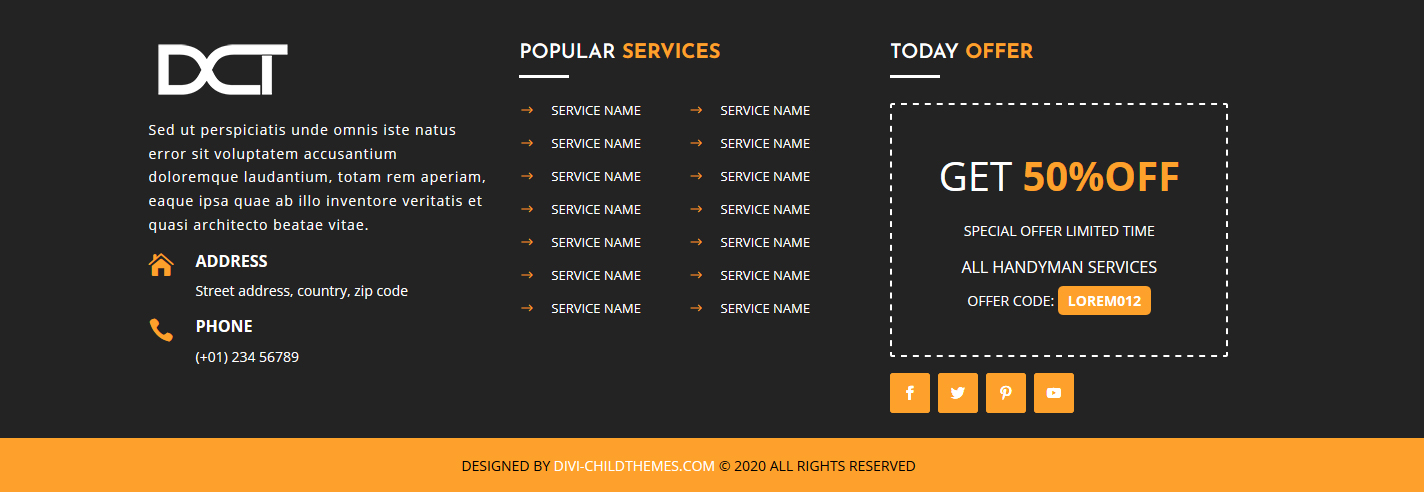 DCT
Sed ut perspiciatis unde omnis iste natus
error sit voluptatem accusantium
doloremque laudantium, totam rem aperiam,
eaque ipsa quae ab illo inventore veritatis et
quasi architecto beatae vitae.
ADDRESS
Street address, country, zip code
PHONE
(+01) 234 56789
POPULAR SERVICES
SERVICE NAME
SERVICE NAME
SERVICE NAME
SERVICE NAME
SERVICE NAME
SERVICE NAME
SERVICE NAME
SERVICE NAME
SERVICE NAME
SERVICE NAME
SERVICE NAME
SERVICE NAME
SERVICE NAME
SERVICE NAME
TODAY OFFER
GET 50%OFF
SPECIAL OFFER LIMITED TIME
ALL HANDYMAN SERVICES
OFFER CODE: LOREM012
DESIGNED BY DIVI-CHILDTHEMES.COM © 2020 ALL RIGHTS RESERVED